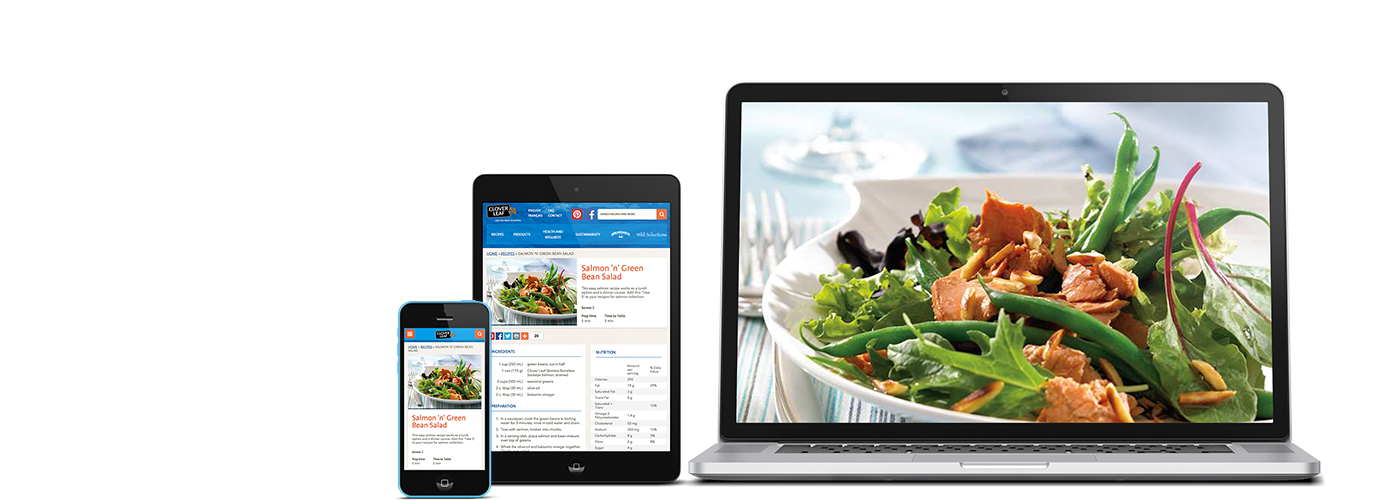 CLOVER LEAF
ENGLISH
FAQ
FRANÇAIS
CONTACT
SEARCH RECIPES AND MORE
RECIPES
PRODUCTS
HEALTH AND
WELLNESS
SUSTAINABILITY
Wild Selections
HOME » RECIPES » SALMON 'N' GREEN BEAN SALAD
Salmon 'n' Green
Bean Salad
This easy salmon recipe works as a lunch
option and a dinner course. Add this 'Take
5' to your recipes for salmon collection.
Serves 2
Prep time
Time to Table
5 min
5 min
INGREDIENTS
1 cup (250 mL) green beans, cut in half
1 can (170 g) Clover Leaf Skinless Boneless
Sockeye Salmon, drained
2 cups (500 mL) seasonal greens
2 t. tbsp (30 mL) olive oil
2 t. tbsp (30 mL) balsamic vinegar
PREPARATION
1. In a saucepan, cook the green beans in boiling
water for 3 minutes, rinse in cold water and drain.
2. Toss with salmon, broken into chunks.
3. In a serving dish, place salmon and bean mixture
over top of greens.
4. Whisk the olive oil and balsamic vinegar together.
NUTRITION
Amount
per
serving
% Daily
Value
Calories
Fat 19 g 29%
Saturated Fat 3 g
Trans Fat 0 g
Saturated +
Trans 15%
Omega-3
Polyunsaturates 1.6 g
Cholesterol 50 mg
Sodium 350 mg 15%
Carbohydrate 8 g 3%
Fibre 2 g 8%
Sugar 4 g
CLOVER LEAF
HOME » RECIPES » SALMON 'N' GREEN BEAN
SALAD
Salmon 'n' Green
Bean Salad
This easy salmon recipe works as a lunch
option and a dinner course. Add this 'Take
5' to your recipes for salmon collection.
Serves 2
Prep time
Time to Table
5 min
5 min